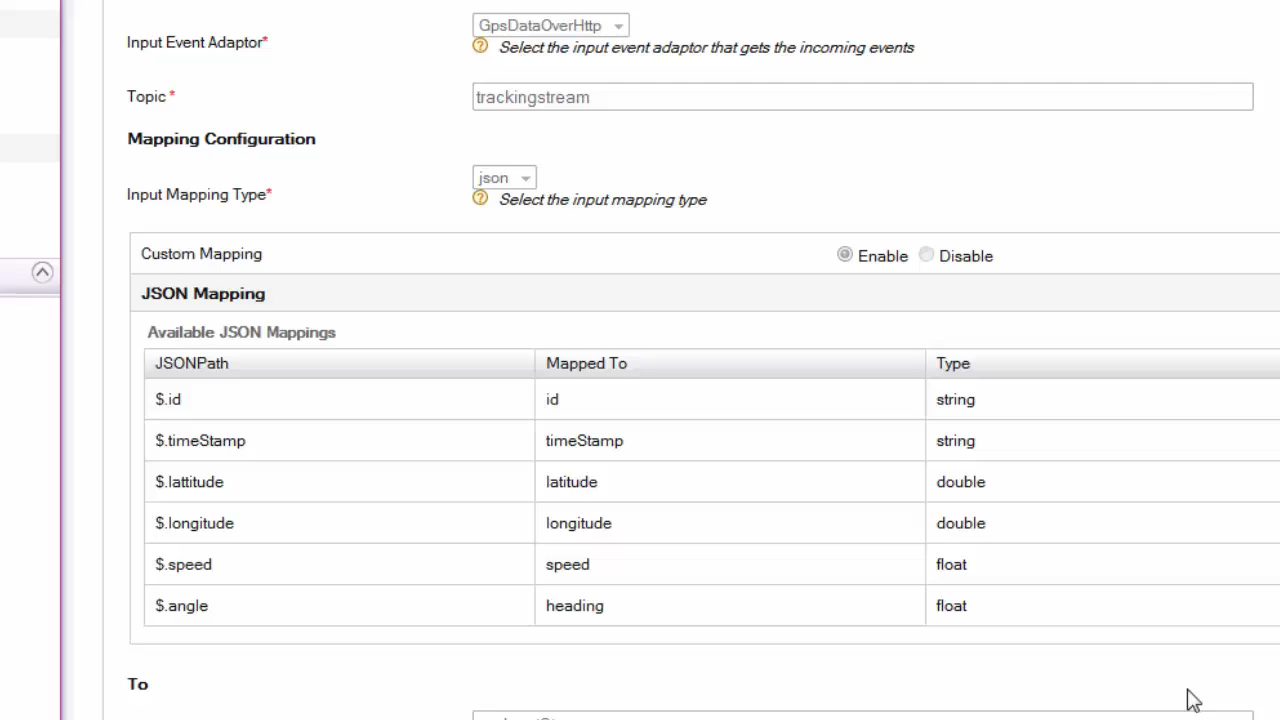 GpsDataOverHttp
Input Event Adaptor*
Select the input event adaptor that gets the incoming events
Topic *
trackingstream
Mapping Configuration
json
Input Mapping Type*
Select the input mapping type
Custom Mapping Enable Disable
JSON Mapping
Available JSON Mappings
JSONPath Mapped To Type
$.id id string
$.timeStamp timeStamp string
$.lattitude latitude double
$.longitude longitude double
$.speed speed float
$.angle heading float
To